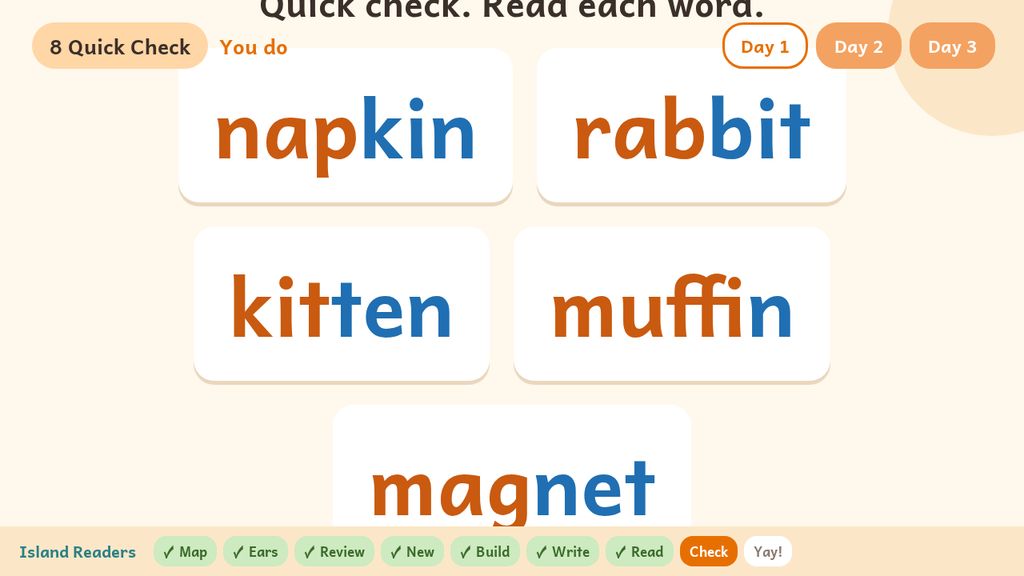 Quick check. Read each word.
8 Quick Check You do Day 1 Day 2 Day 3
napkin rabbit
kitten muffin
magnet
Island Readers ✓ Map ✓ Ears ✓ Review ✓ New ✓ Build ✓ Write ✓ Read Check Yay!